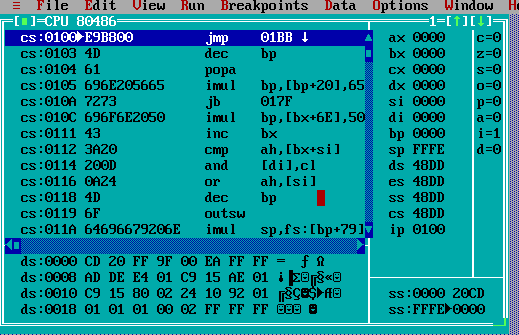 ≡ File Edit View Run Breakpoints Data Options Window
[■]=CPU 80486 1=[↑][↓]
cs:0100►E9B800 jmp 01BB ↓ ax 0000 c=0
cs:0103 4D dec bp bx 0000 z=0
cs:0104 61 popa cx 0000 s=0
cs:0105 696E205665 imul bp,[bp+20],65 dx 0000 o=0
cs:010A 7273 jb 017F si 0000 p=0
cs:010C 696F6E2050 imul bp,[bx+6E],50 di 0000 a=0
cs:0111 43 inc bx bp 0000 i=1
cs:0112 3A20 cmp ah,[bx+si] sp FFFE d=0
cs:0114 200D and [di],cl ds 48DD
cs:0116 0A24 or ah,[si] es 48DD
cs:0118 4D dec bp ss 48DD
cs:0119 6F outsw cs 48DD
cs:011A 64696679206E imul sp,fs:[bp+79] ip 0100
ds:0000 CD 20 FF 9F 00 EA FF FF = ƒ Ω
ds:0008 AD DE E4 01 C9 15 AE 01 ¡▐Σ☺╔§«☺
ds:0010 C9 15 80 02 24 10 92 01 ╔§Ç☻$►Æ☺ ss:0000 20CD
ds:0018 01 01 01 00 02 FF FF FF ☺☺☺ ☻ ss:FFFE►0000